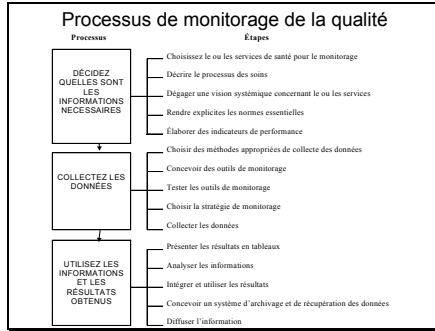 Processus de monitorage de la qualité
Processus
Étapes
DÉCIDEZ
QUELLES SONT
LES
INFORMATIONS
NECESSAIRES
Choisissez le ou les services de santé pour le monitorage
Décrire le processus des soins
Dégager une vision systémique concernant le ou les services
Rendre explicites les normes essentielles
Élaborer des indicateurs de performance
COLLECTEZ LES
DONNÉES
Choisir des méthodes appropriées de collecte des données
Concevoir des outils de monitorage
Tester les outils de monitorage
Choisir la stratégie de monitorage
Collecter les données
UTILISEZ LES
INFORMATIONS
ET LES
RÉSULTATS
OBTENUS
Présenter les résultats en tableaux
Analyser les informations
Intégrer et utiliser les résultats
Concevoir un système d'archivage et de récupération des données
Diffuser l'information